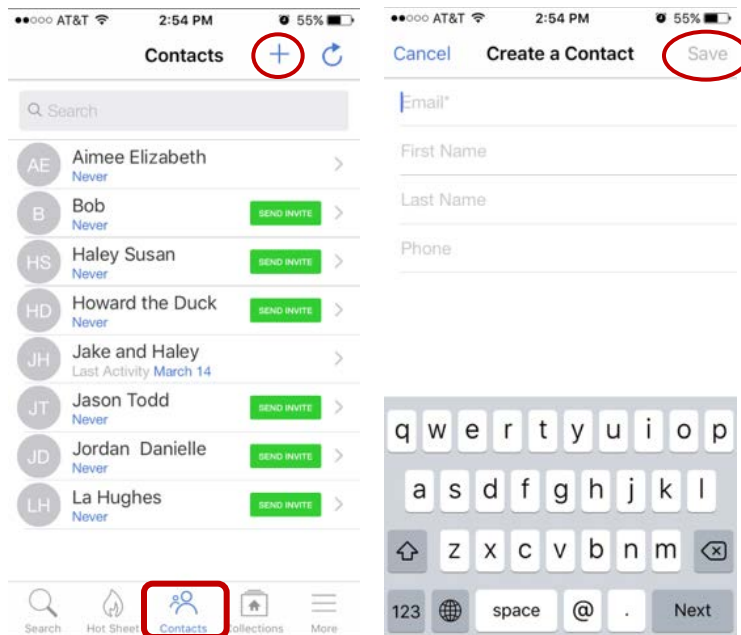 AT&T 2:54 PM 55%
Contacts
Search
AE Aimee Elizabeth
Never
B Bob
Never SEND INVITE
HS Haley Susan
Never SEND INVITE
HD Howard the Duck
Never SEND INVITE
JH Jake and Haley
Last Activity March 14
JT Jason Todd
Never SEND INVITE
JD Jordan Danielle
Never SEND INVITE
LH La Hughes
Never SEND INVITE
Search Hot Sheet Contacts Collections More
AT&T 2:54 PM 55%
Cancel Create a Contact Save
Email*
First Name
Last Name
Phone
q w e r t y u i o p
a s d f g h j k l
z x c v b n m
123 space @ . Next